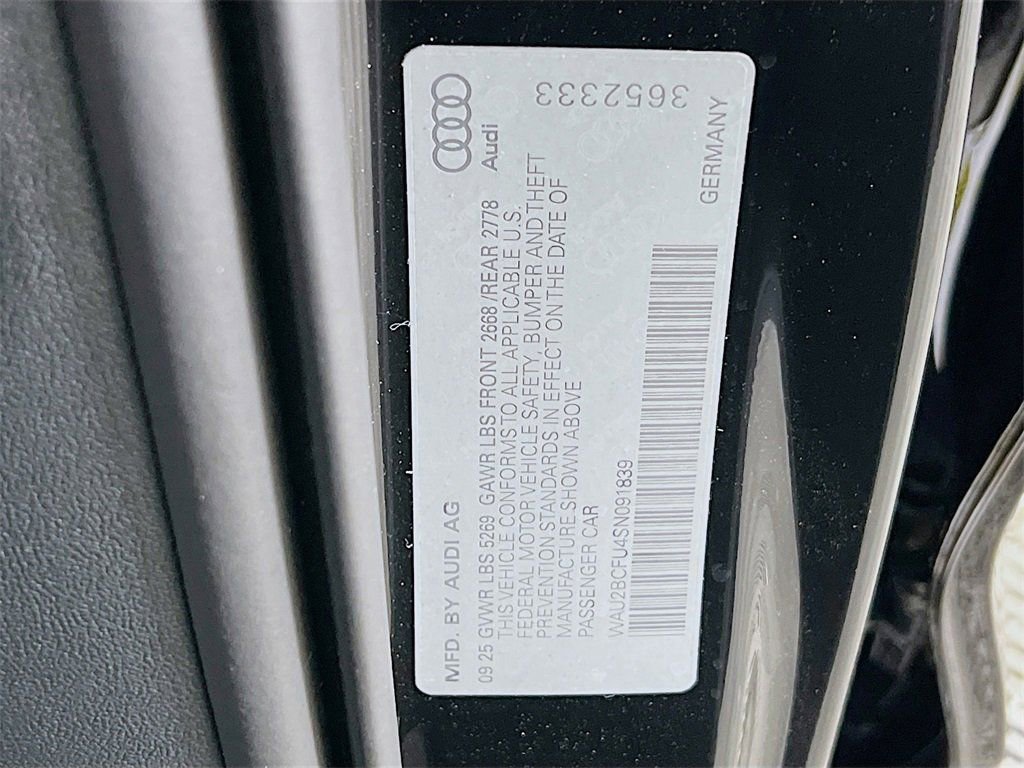 MFD. BY AUDI AG
Audi
09 25 GVWR LBS 5269 GAWR LBS FRONT 2668/REAR 2778
THIS VEHICLE CONFORMS TO ALL APPLICABLE U.S.
FEDERAL MOTOR VEHICLE SAFETY, BUMPER AND THEFT
PREVENTION STANDARDS IN EFFECT ON THE DATE OF
MANUFACTURE SHOWN ABOVE
PASSENGER CAR
WAU2BCFU4SN091839
GERMANY
3652333